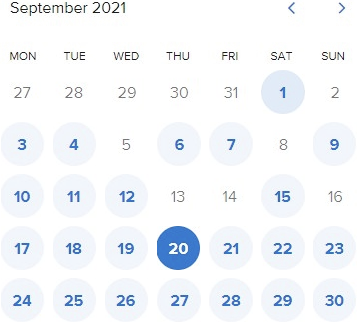 September 2021
MON TUE WED THU FRI SAT SUN
27 28 29 30 31 1 2
3 4 5 6 7 8 9
10 11 12 13 14 15 16
17 18 19 20 21 22 23
24 25 26 27 28 29 30